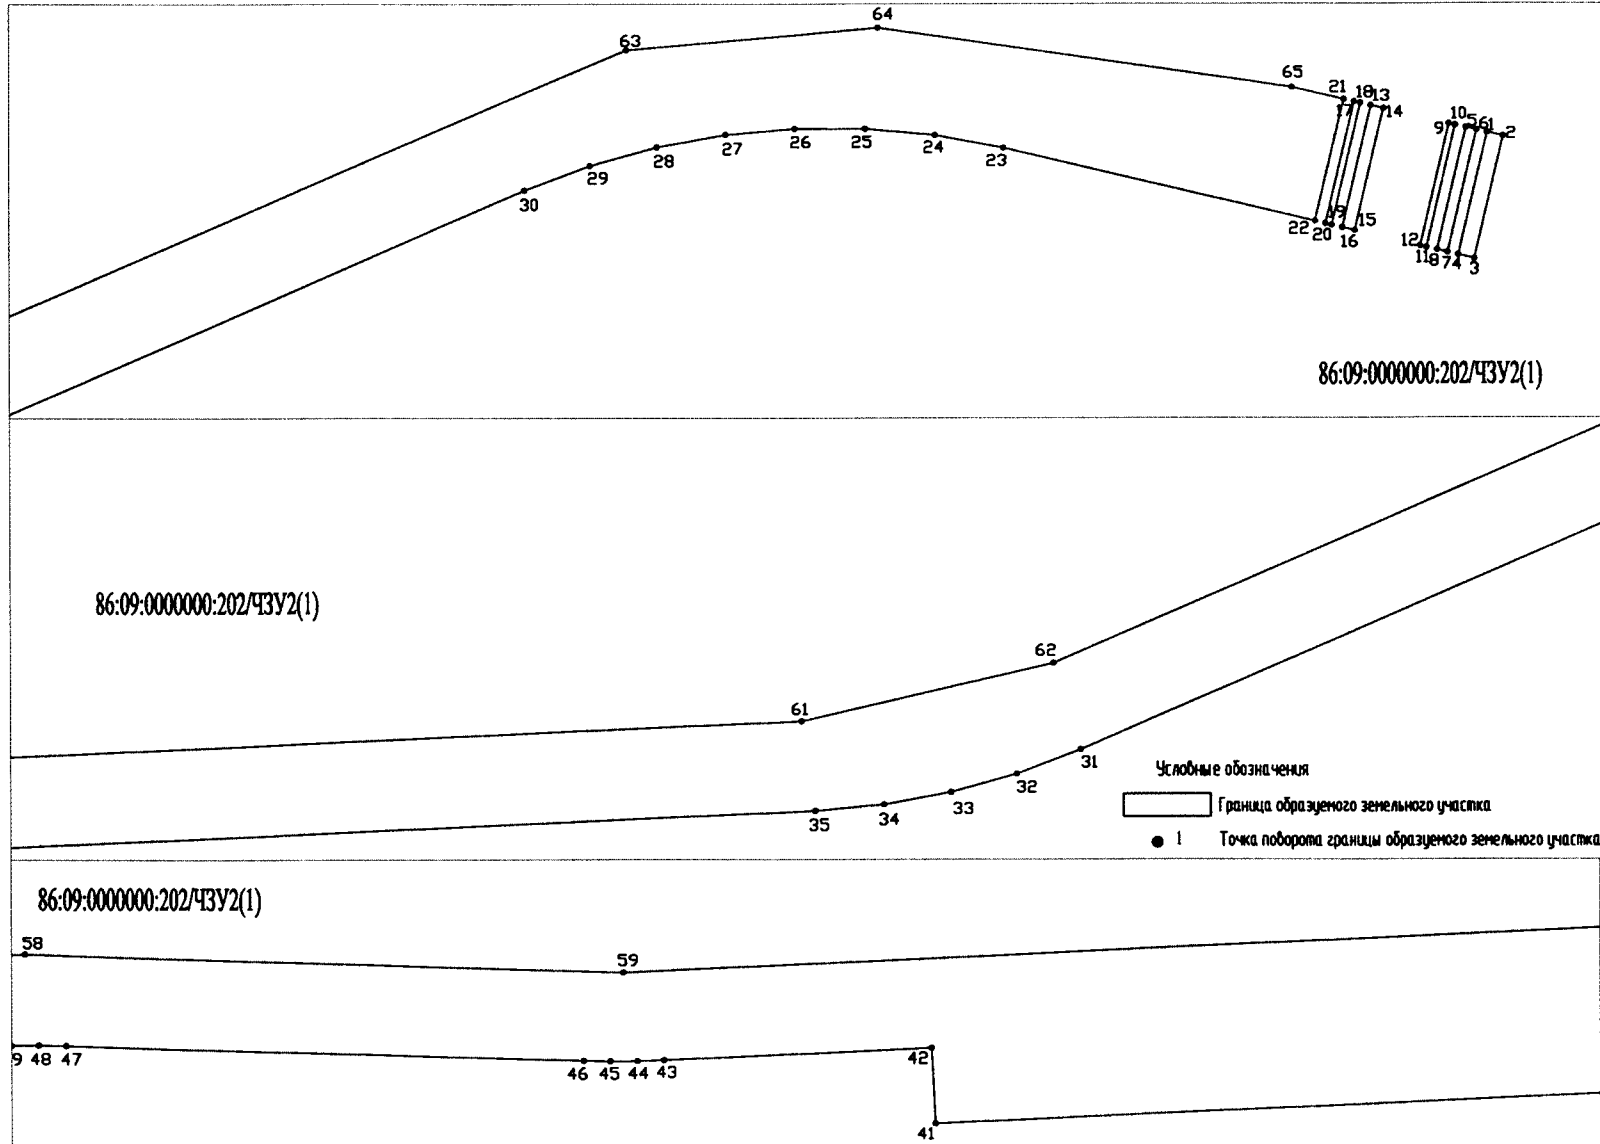 64
63
65
21 18 13
17 14
10 5 6 1 2
9
30 29 28 27 26 25 24 23
22 20 19 16 15
12 11 8 7 4 3
86:09:0000000:202/ЧЗУ2(1)
86:09:0000000:202/ЧЗУ2(1)
62
61
31
32
33
34
35
Условные обозначения
Граница образуемого земельного участка
1 Точка поворота границы образуемого земельного участка
86:09:0000000:202/ЧЗУ2(1)
58
59
9 48 47
46 45 44 43
42
41